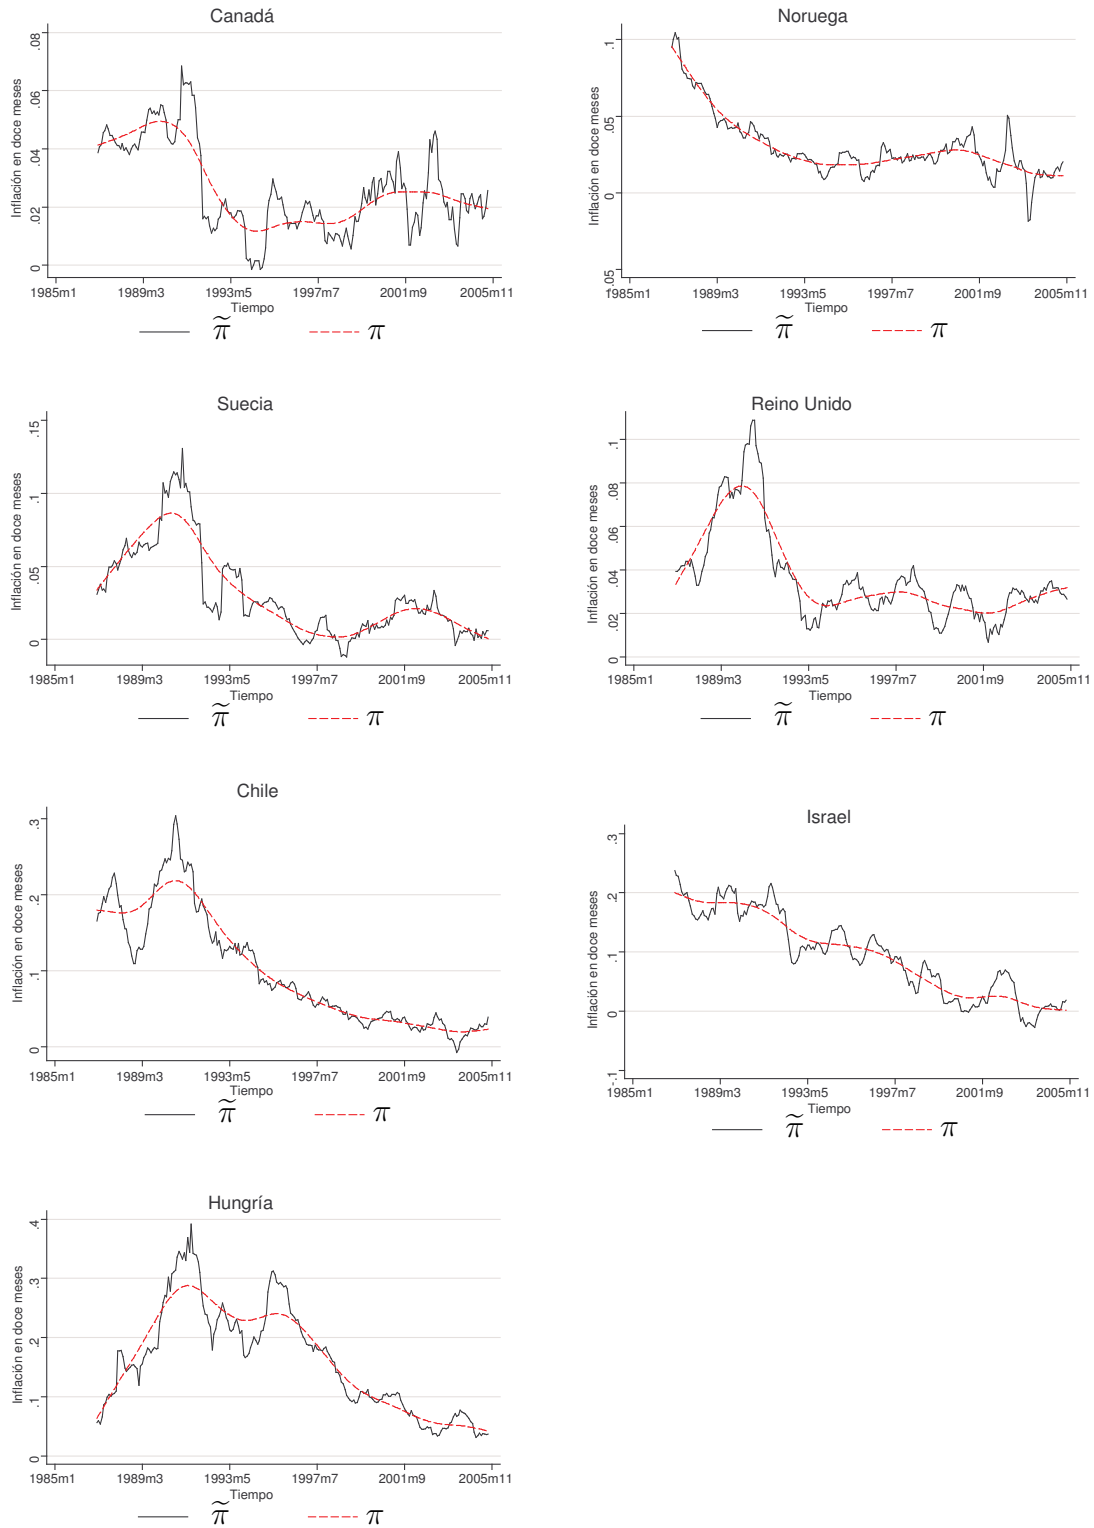 Canadá
Inflación en doce meses
0 .02 .04 .06 .08
1985m1 1989m3 1993m5 1997m7 2001m9 2005m11
Tiempo
π̃ π
Noruega
Inflación en doce meses
.05 0 .05 .1
1985m1 1989m3 1993m5 1997m7 2001m9 2005m11
Tiempo
π̃ π
Suecia
Inflación en doce meses
0 .05 .1 .15
1985m1 1989m3 1993m5 1997m7 2001m9 2005m11
Tiempo
π̃ π
Reino Unido
Inflación en doce meses
0 .02 .04 .06 .08 .1
1985m1 1989m3 1993m5 1997m7 2001m9 2005m11
Tiempo
π̃ π
Chile
Inflación en doce meses
0 .1 .2 .3
1985m1 1989m3 1993m5 1997m7 2001m9 2005m11
Tiempo
π̃ π
Israel
Inflación en doce meses
-.1 0 .1 .2 .3
1985m1 1989m3 1993m5 1997m7 2001m9 2005m11
Tiempo
π̃ π
Hungría
Inflación en doce meses
0 .1 .2 .3 .4
1985m1 1989m3 1993m5 1997m7 2001m9 2005m11
Tiempo
π̃ π